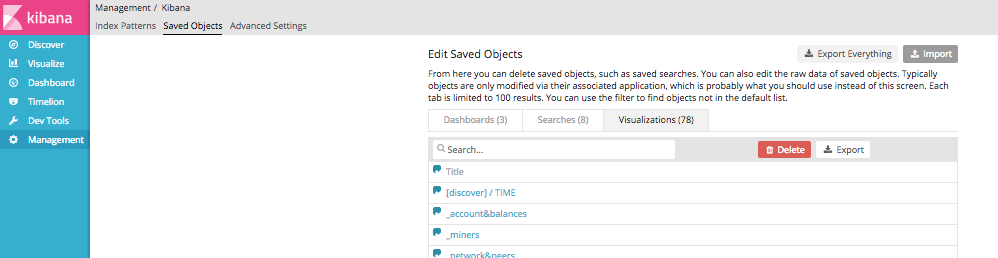 kibana
Discover
Visualize
Dashboard
Timelion
Dev Tools
Management
Management / Kibana
Index Patterns Saved Objects Advanced Settings
Edit Saved Objects
Export Everything
Import
From here you can delete saved objects, such as saved searches. You can also edit the raw data of saved objects. Typically
objects are only modified via their associated application, which is probably what you should use instead of this screen. Each
tab is limited to 100 results. You can use the filter to find objects not in the default list.
Dashboards (3) Searches (8) Visualizations (78)
Search...
Delete
Export
Title
[discover] / TIME
_account&balances
_miners
_network&peers